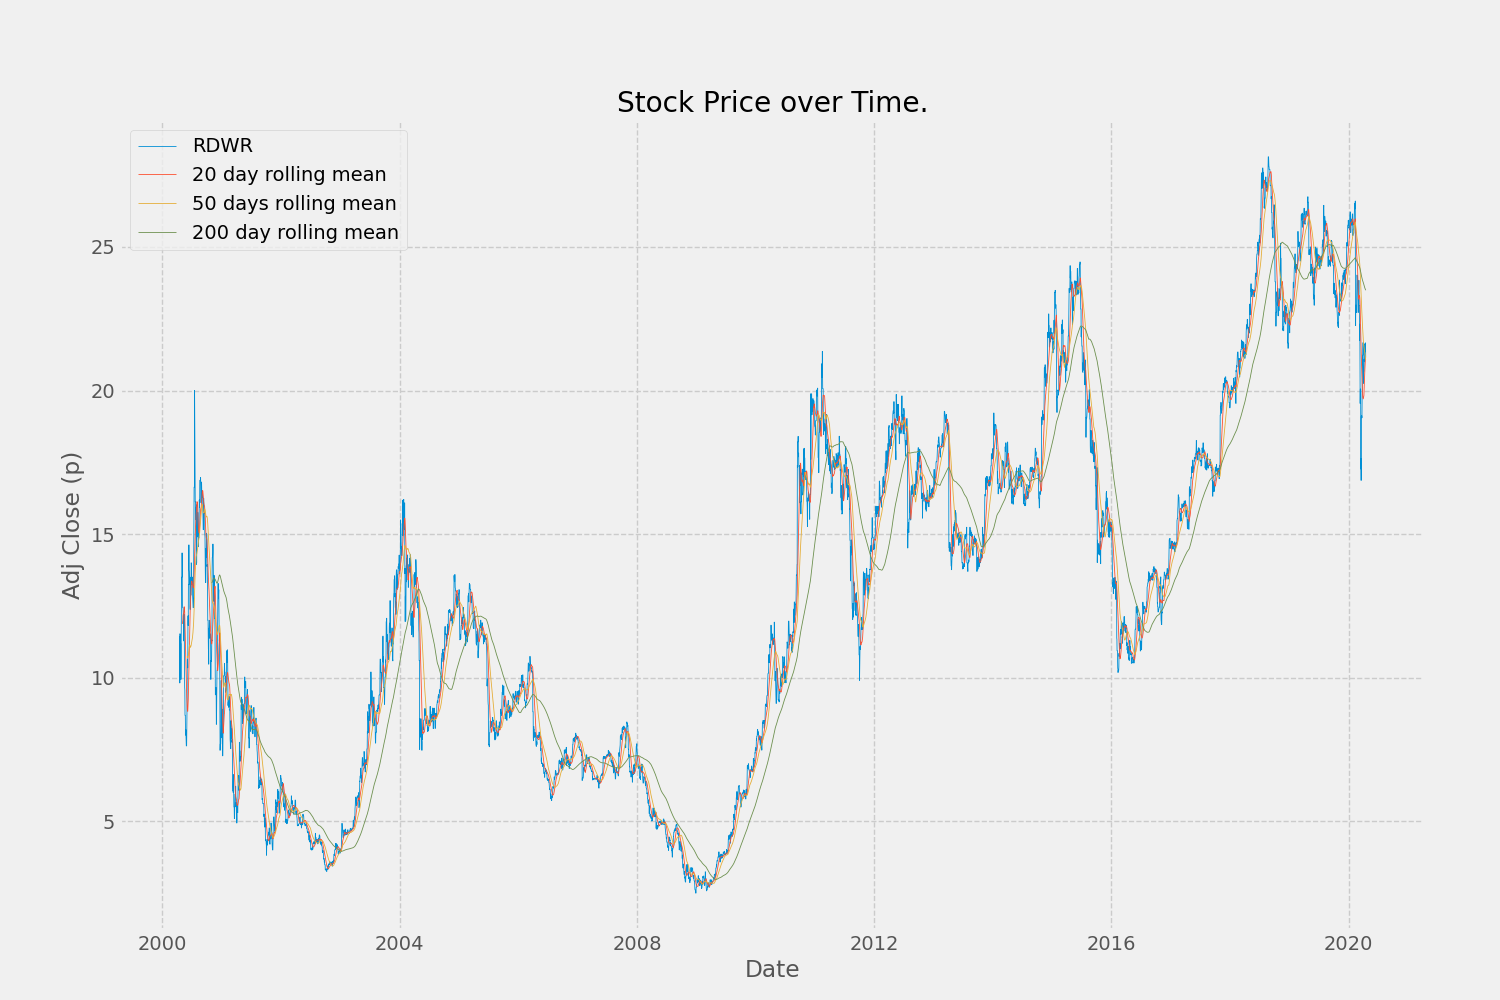 Stock Price over Time.
RDWR
20 day rolling mean
50 days rolling mean
200 day rolling mean
25
20
15
10
5
Adj Close (p)
2000 2004 2008 2012 2016 2020
Date